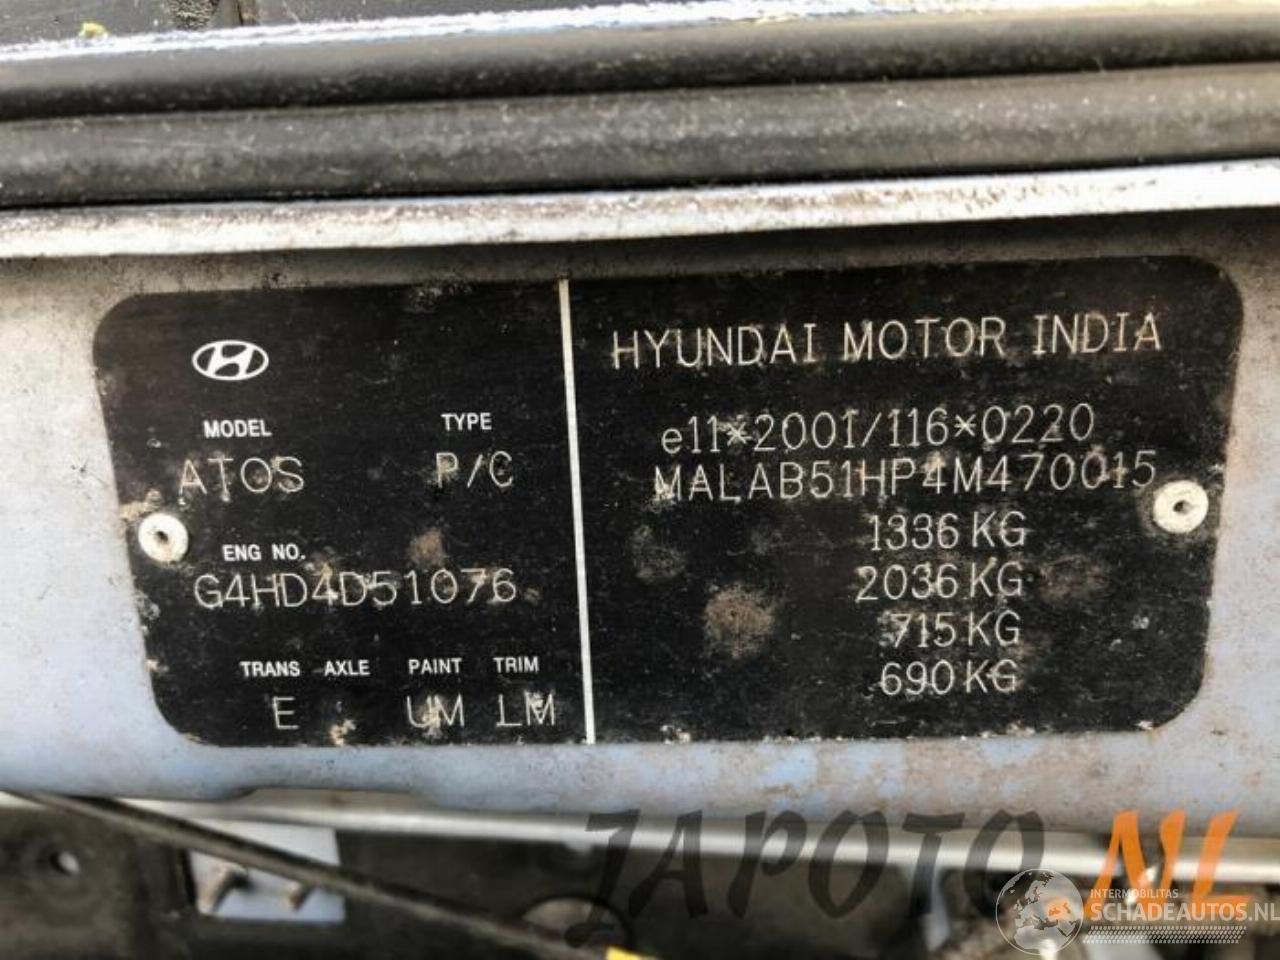 MODEL TYPE
ATOS P/C
ENG NO.
G4HD4D51076
TRANS AXLE PAINT TRIM
E UM LM
HYUNDAI MOTOR INDIA
e11*2001/116*0220
MALAB51HP4M470015
1336 KG
2036 KG
715 KG
690 KG
JAPOTO.NL
INTERMOBILITAS
SCHADEAUTOS.NL